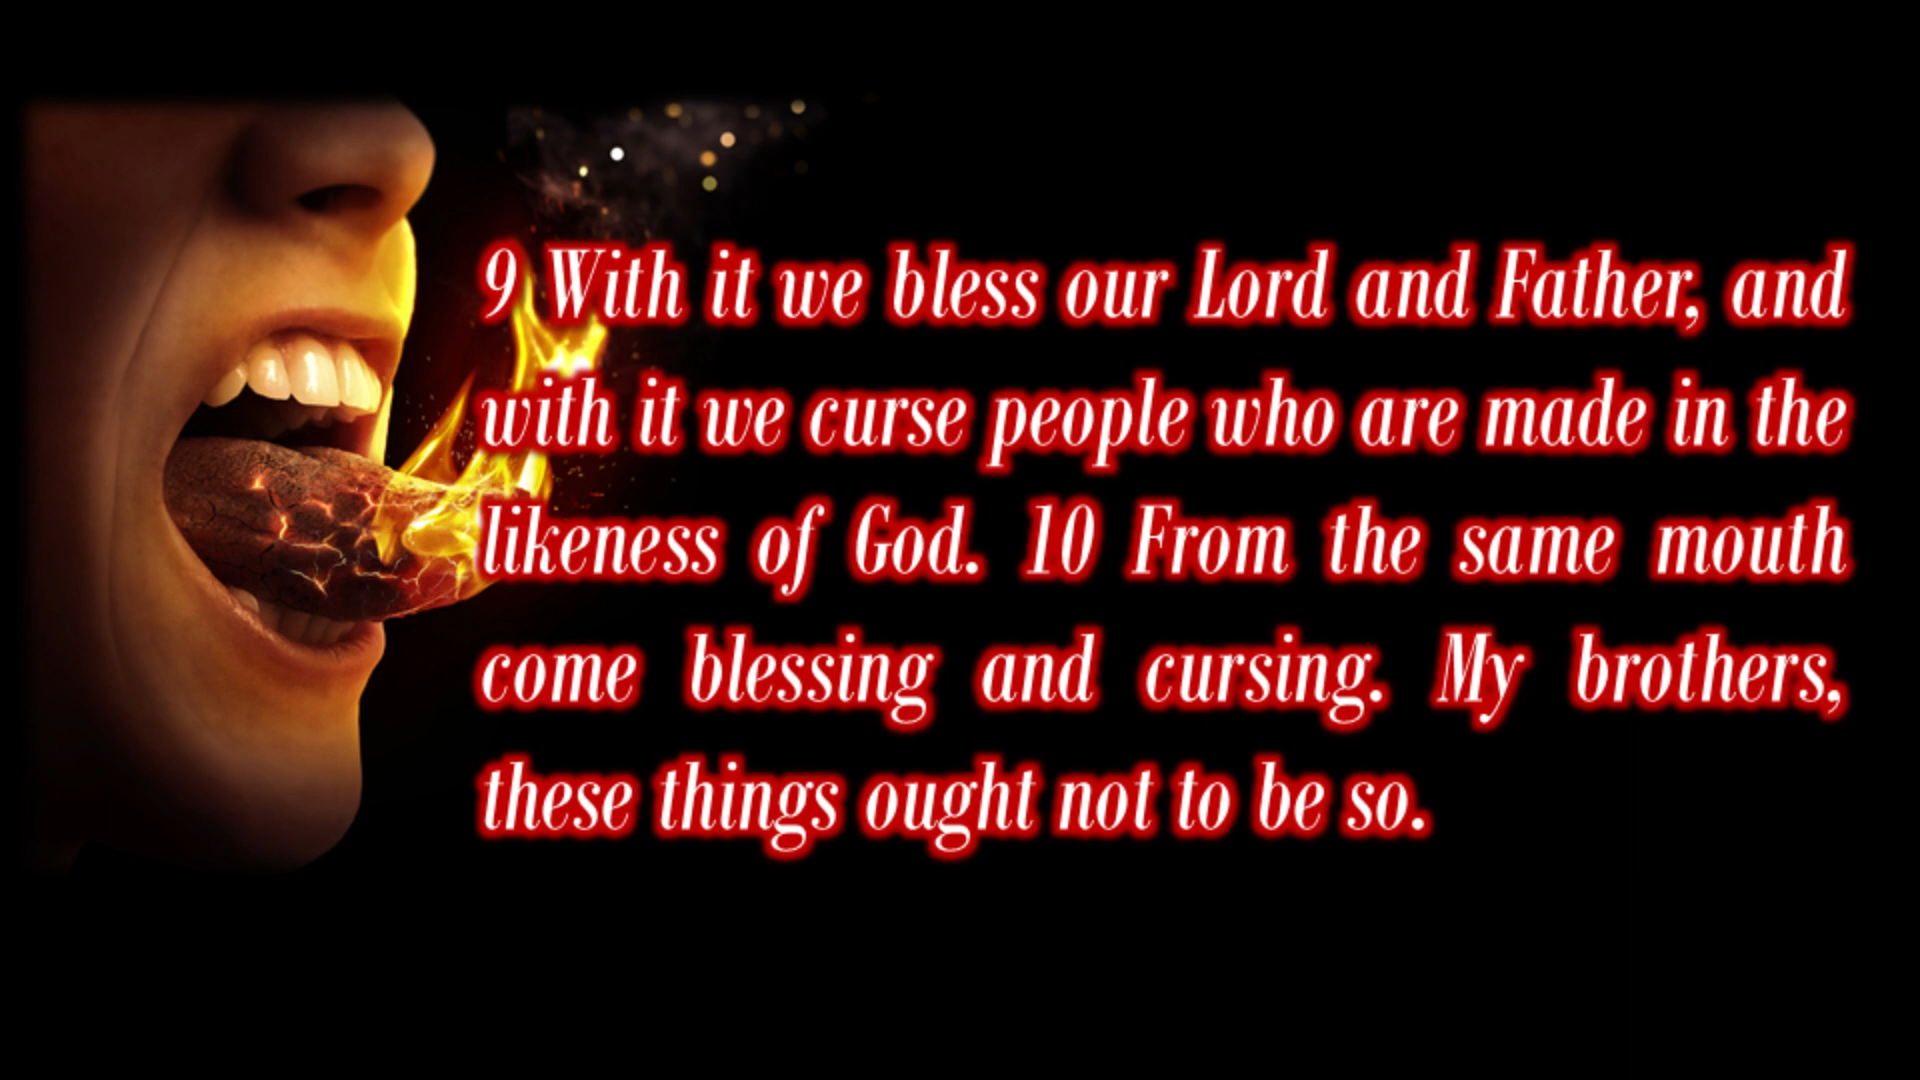 9 With it we bless our Lord and Father, and
with it we curse people who are made in the
likeness of God. 10 From the same mouth
come blessing and cursing. My brothers,
these things ought not to be so.